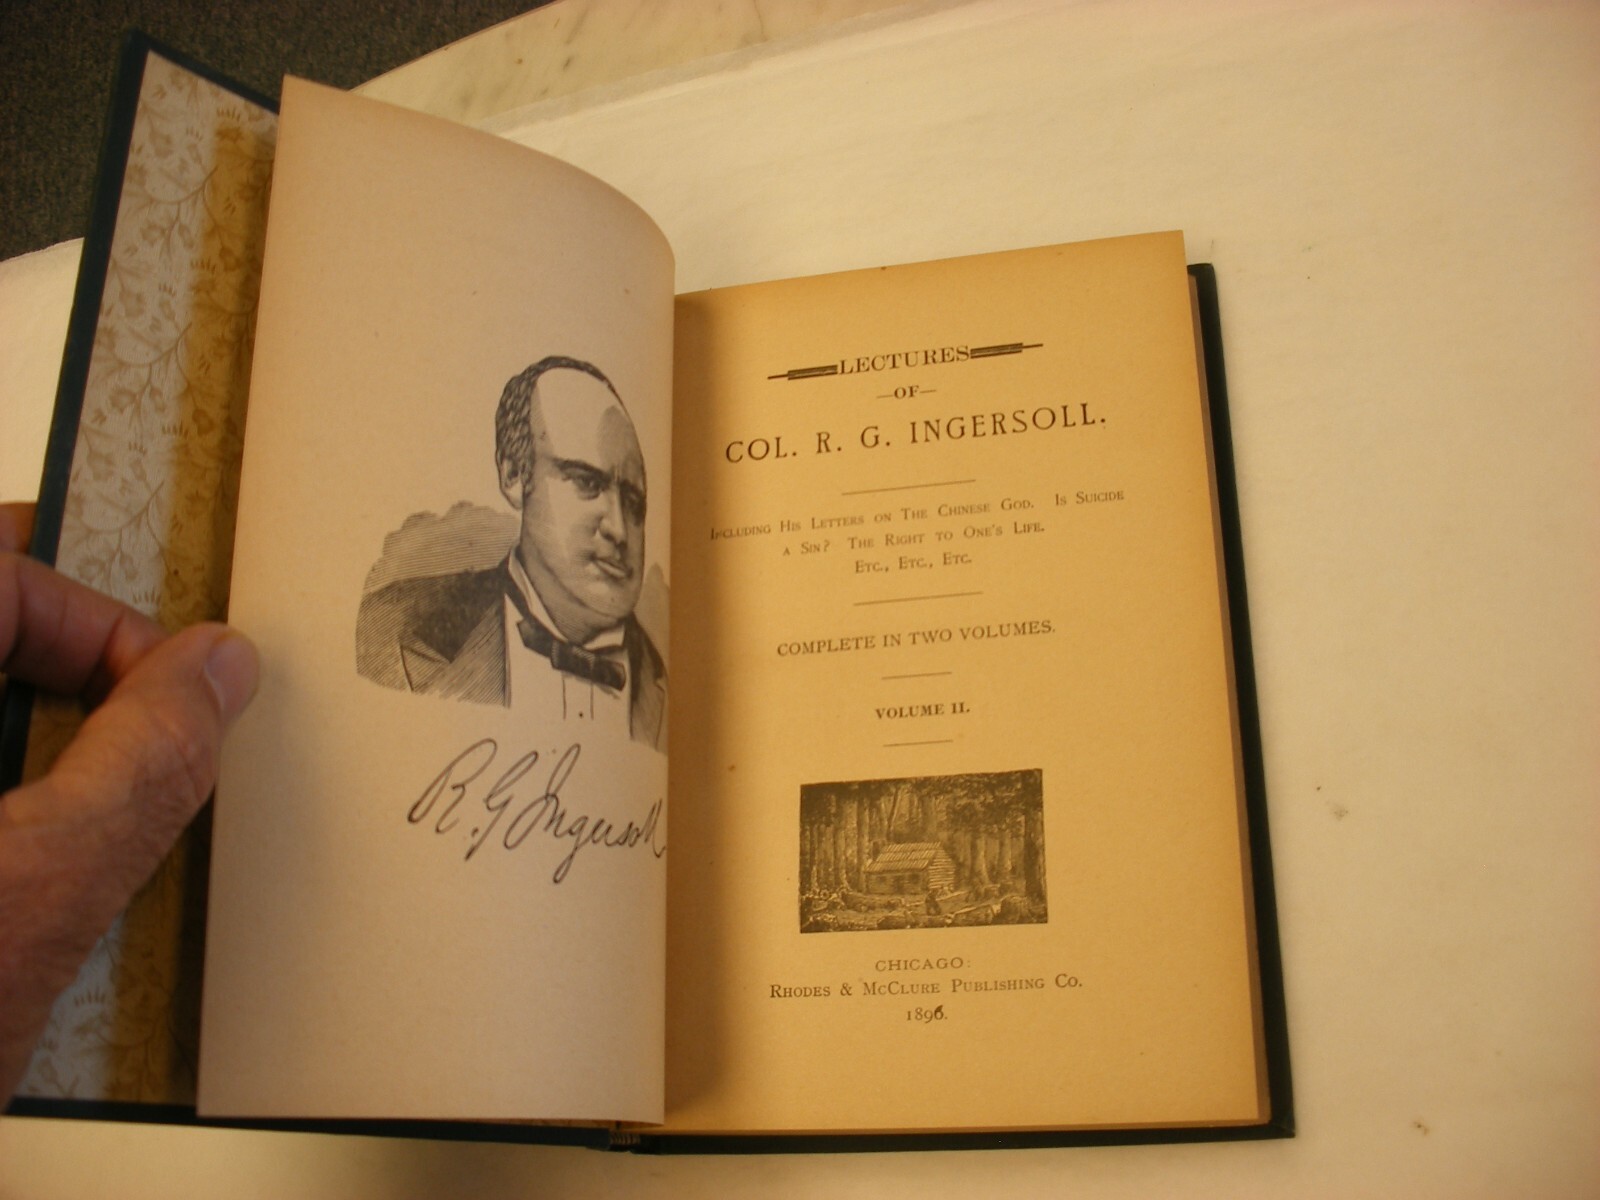 R. G. Ingersoll
LECTURES
—OF—
COL. R. G. INGERSOLL.
INCLUDING HIS LETTERS ON THE CHINESE GOD. IS SUICIDE
A SIN? THE RIGHT TO ONE'S LIFE.
ETC., ETC., ETC.
COMPLETE IN TWO VOLUMES.
VOLUME II.
CHICAGO:
RHODES & MCCLURE PUBLISHING CO.
1896.